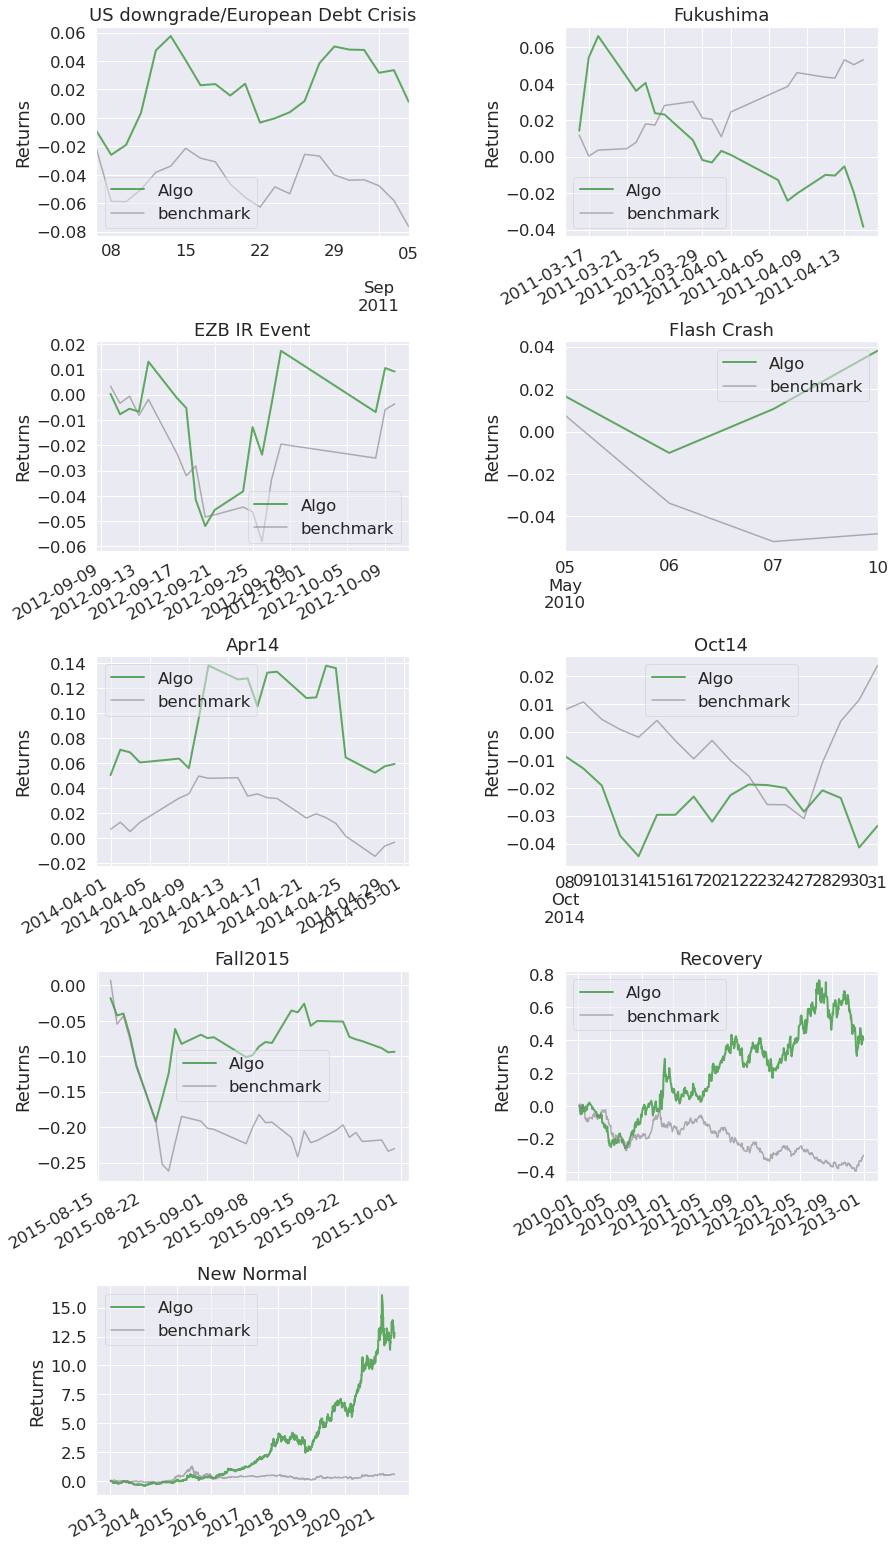 US downgrade/European Debt Crisis
Returns
0.06
0.04
0.02
0.00
−0.02
−0.04
−0.06
−0.08
Algo
benchmark
08 15 22 29 05
Sep
2011
Fukushima
Returns
0.06
0.04
0.02
0.00
−0.02
−0.04
Algo
benchmark
2011-03-17
2011-03-21
2011-03-25
2011-03-29
2011-04-01
2011-04-05
2011-04-09
2011-04-13
EZB IR Event
Returns
0.02
0.01
0.00
−0.01
−0.02
−0.03
−0.04
−0.05
−0.06
Algo
benchmark
2012-09-09
2012-09-13
2012-09-17
2012-09-21
2012-09-25
2012-09-29
2012-10-01
2012-10-05
2012-10-09
Flash Crash
Returns
0.04
0.02
0.00
−0.02
−0.04
Algo
benchmark
05 06 07 10
May
2010
Apr14
Returns
0.14
0.12
0.10
0.08
0.06
0.04
0.02
0.00
−0.02
Algo
benchmark
2014-04-01
2014-04-05
2014-04-09
2014-04-13
2014-04-17
2014-04-21
2014-04-25
2014-04-29
2014-05-01
Oct14
Returns
0.02
0.01
0.00
−0.01
−0.02
−0.03
−0.04
Algo
benchmark
08 09 10 13 14 15 16 17 20 21 22 23 24 27 28 29 30 31
Oct
2014
Fall2015
Returns
0.00
−0.05
−0.10
−0.15
−0.20
−0.25
Algo
benchmark
2015-08-15
2015-08-22
2015-09-01
2015-09-08
2015-09-15
2015-09-22
2015-10-01
Recovery
Returns
0.8
0.6
0.4
0.2
0.0
−0.2
−0.4
Algo
benchmark
2010-01
2010-05
2010-09
2011-01
2011-05
2011-09
2012-01
2012-05
2012-09
2013-01
New Normal
Returns
15.0
12.5
10.0
7.5
5.0
2.5
0.0
Algo
benchmark
2013
2014
2015
2016
2017
2018
2019
2020
2021